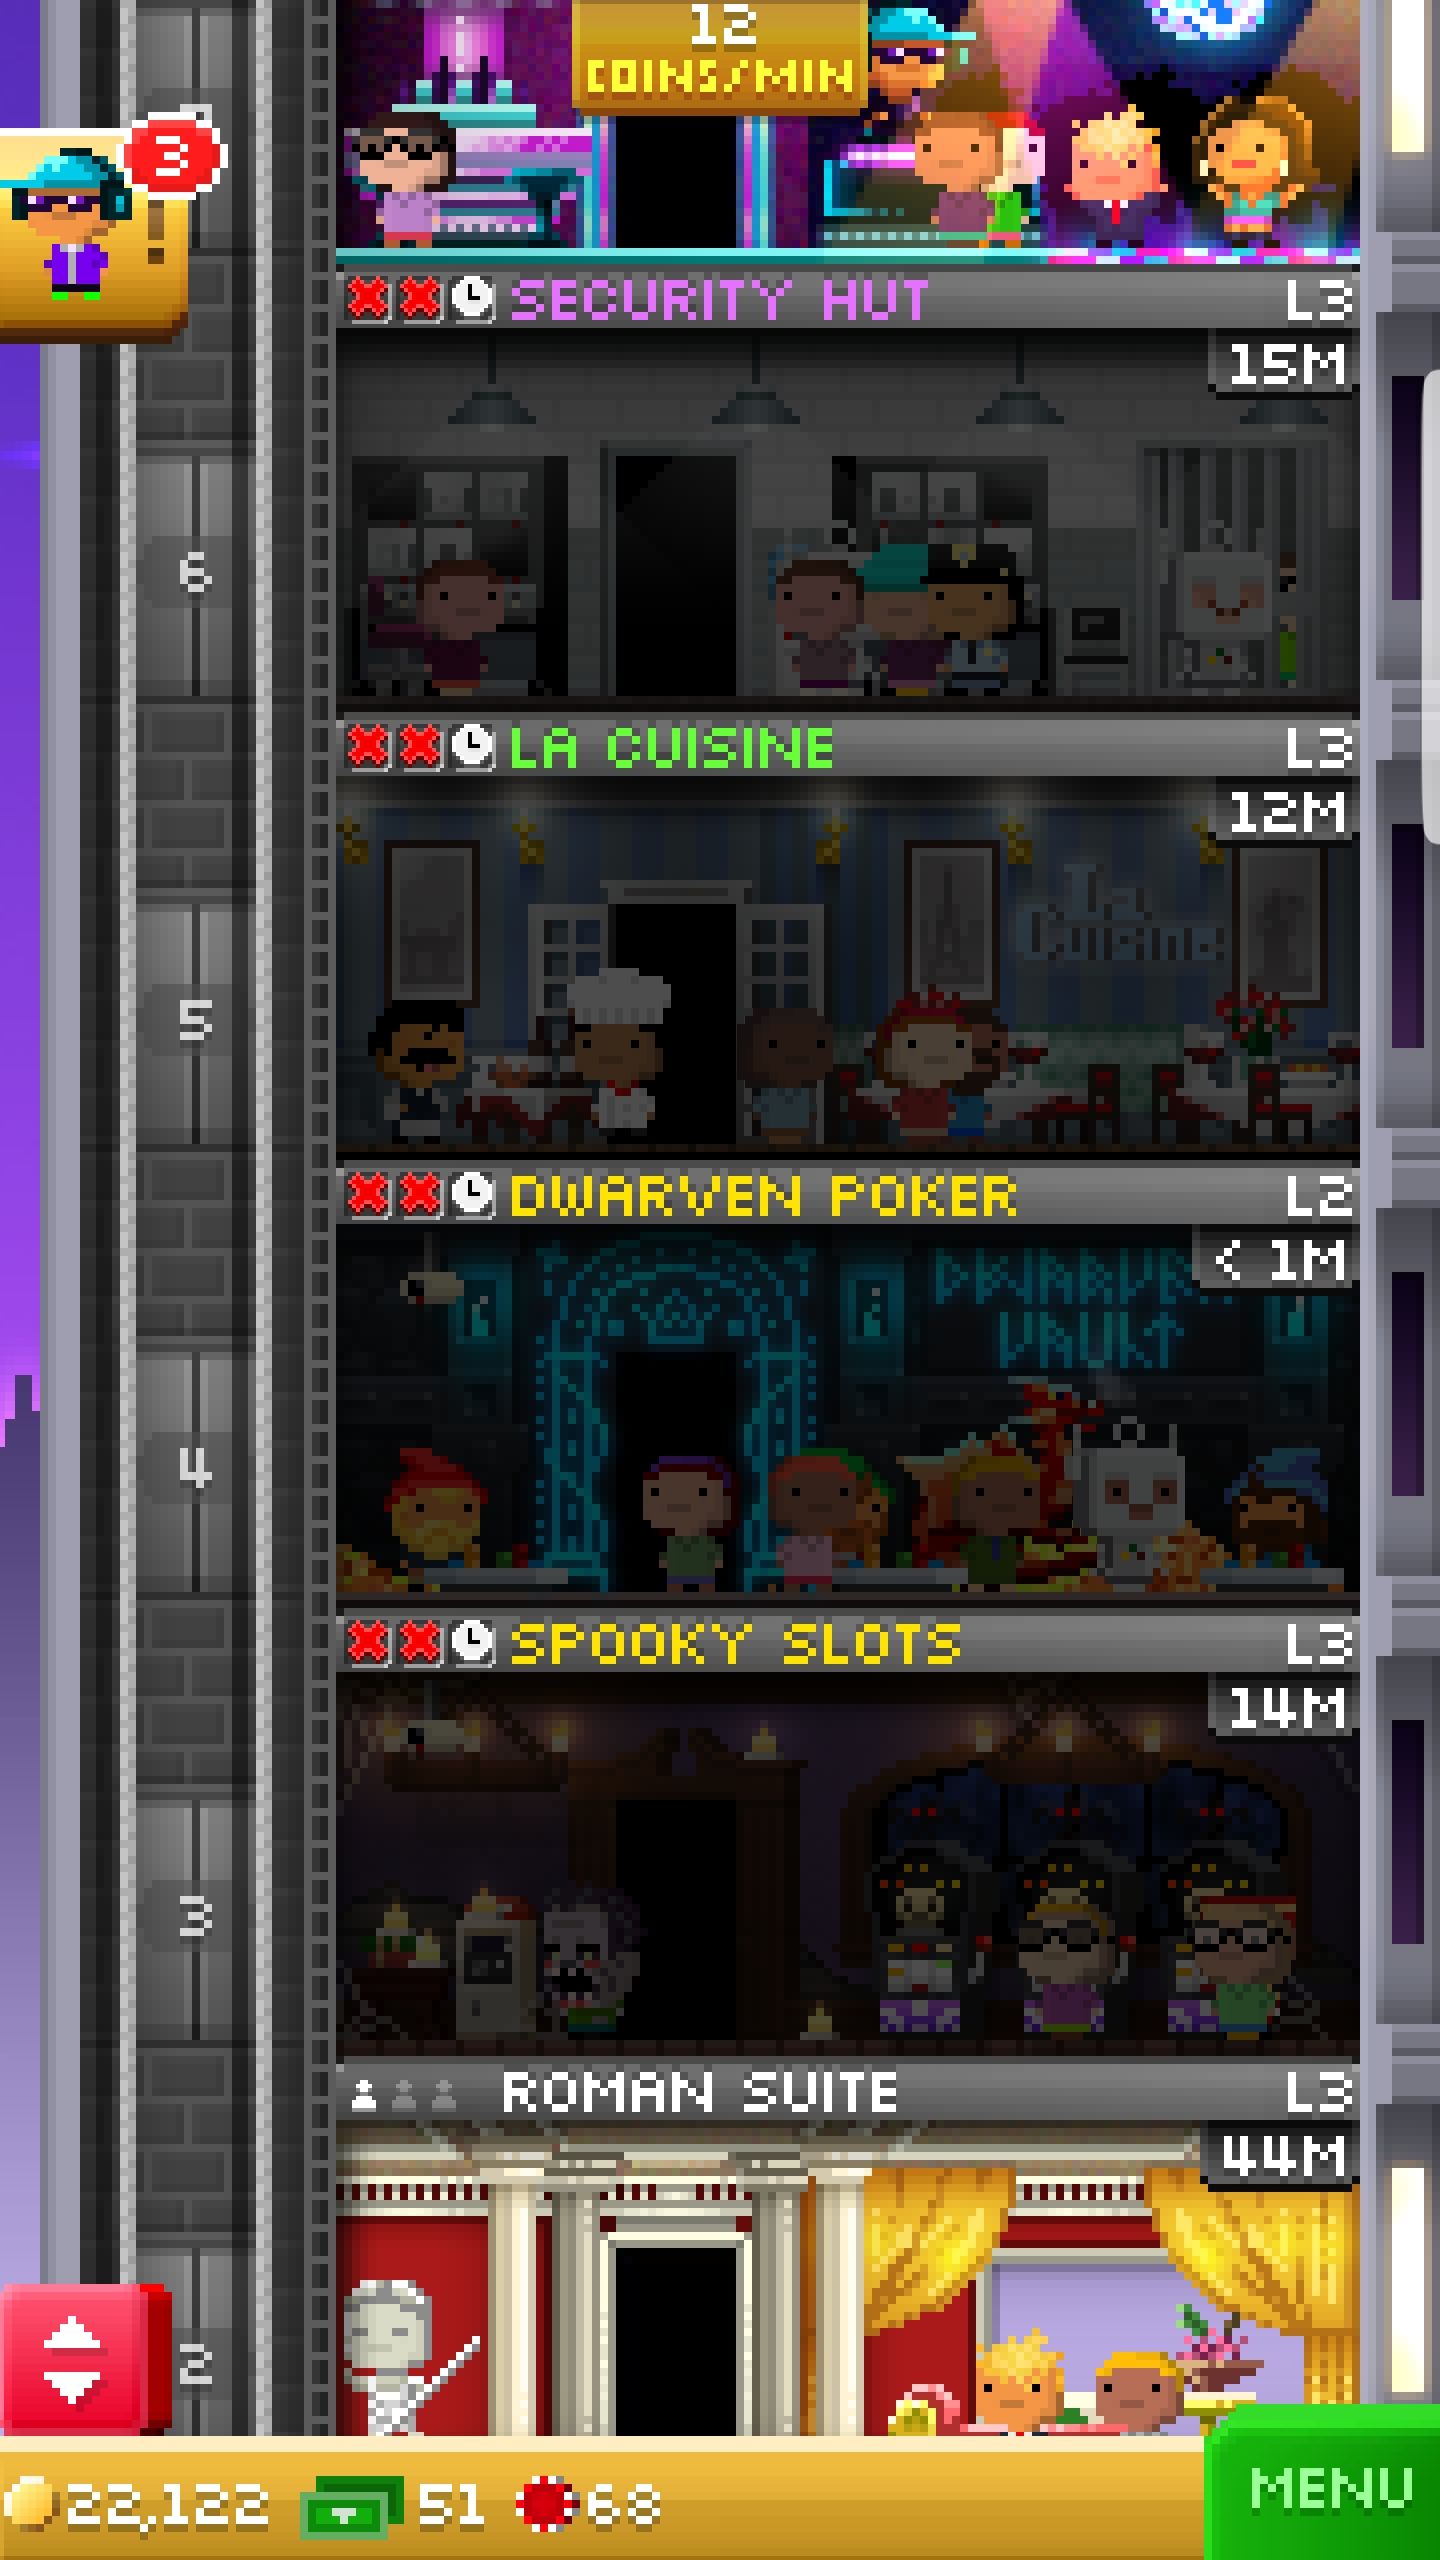 12
COINS/MIN
3
SECURITY HUT L3
15M
6
LA CUISINE L3
12M
La
Cuisine
5
DWARVEN POKER L2
< 1M
DWARVEN
VAULT
4
SPOOKY SLOTS L3
14M
3
ROMAN SUITE L3
44M
2
22,122 51 68
MENU